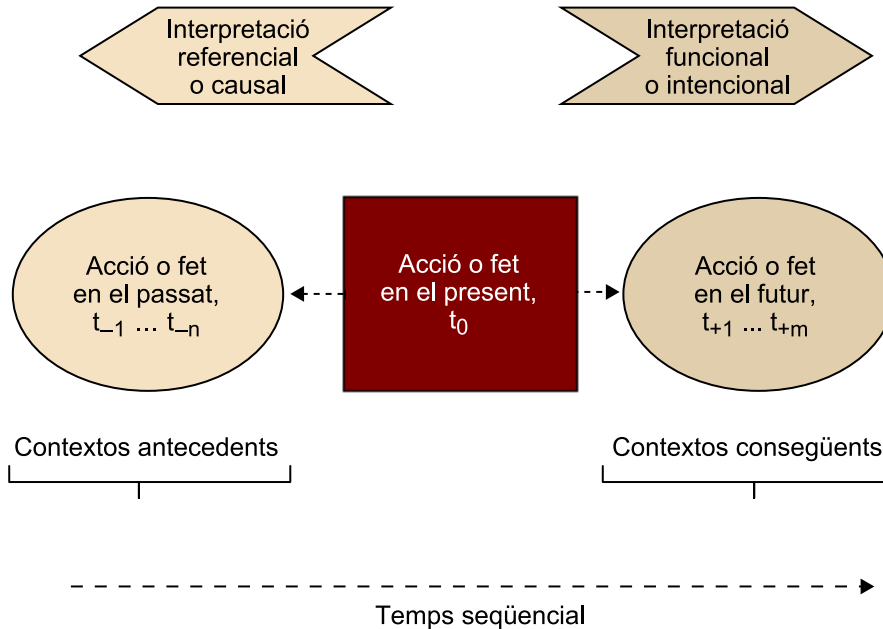 Interpretació
referencial
o causal
Interpretació
funcional
o intencional
Acció o fet
en el passat,
t–1 ... t–n
Acció o fet
en el present,
t0
Acció o fet
en el futur,
t+1 ... t+m
Contextos antecedents
Contextos consegüents
Temps seqüencial